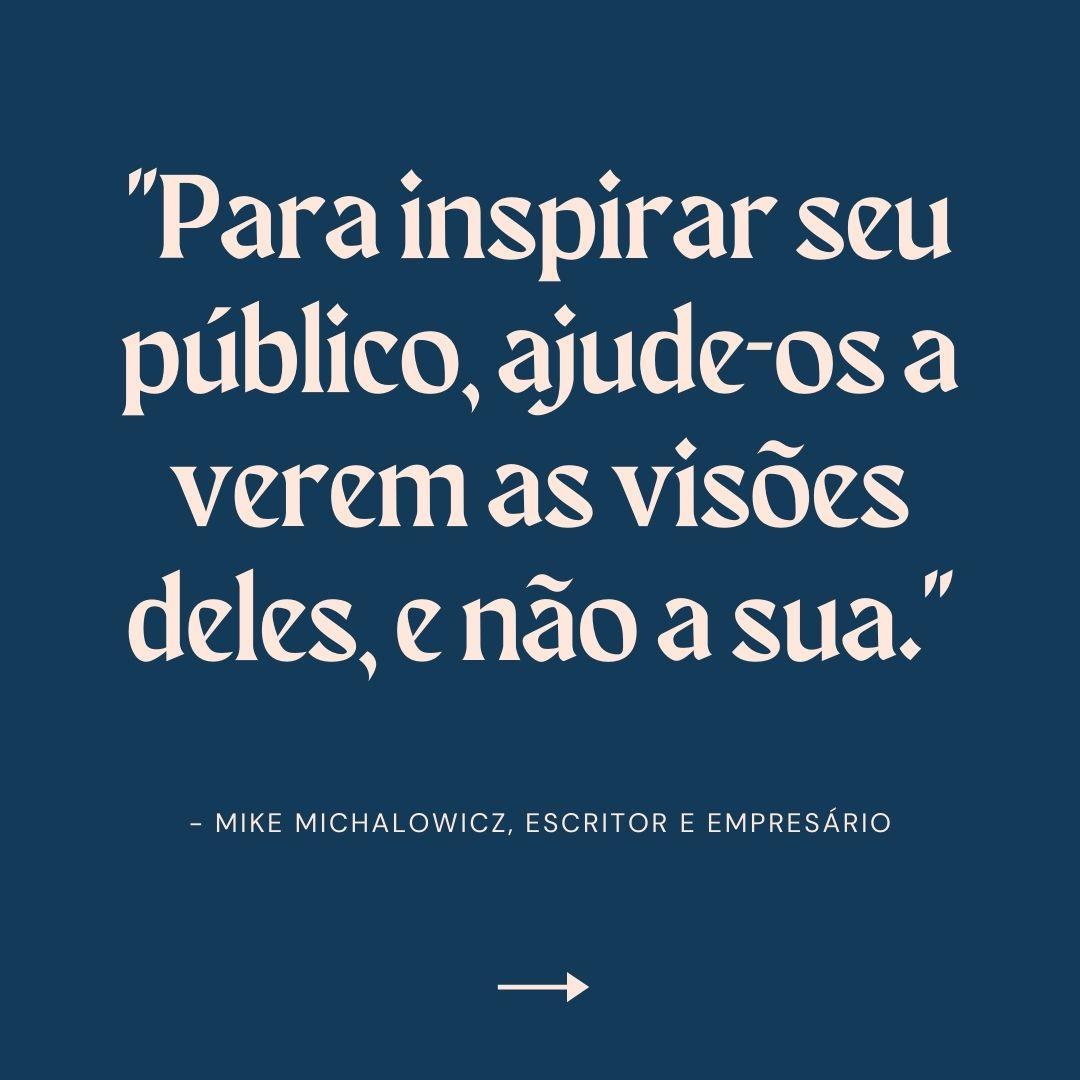 "Para inspirar seu
público, ajude-os a
verem as visões
deles, e não a sua."
– MIKE MICHALOWICZ, ESCRITOR E EMPRESÁRIO